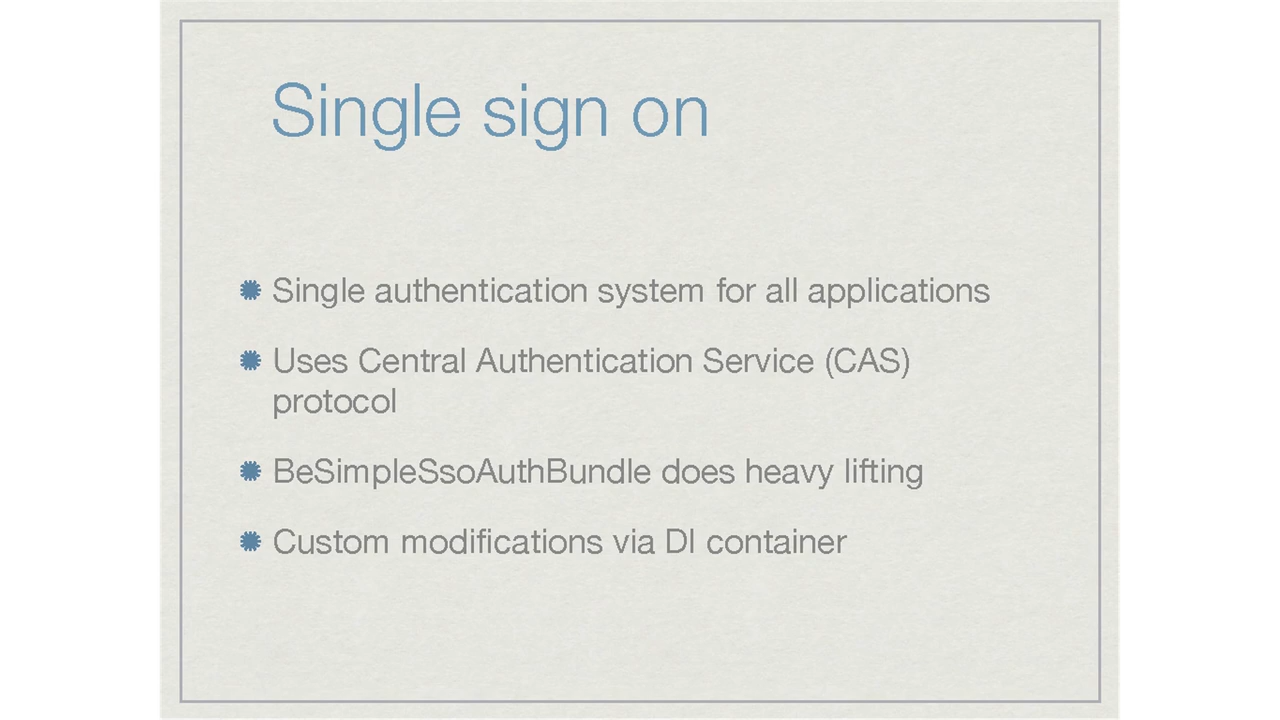 Single sign on
Single authentication system for all applications
Uses Central Authentication Service (CAS)
protocol
BeSimpleSsoAuthBundle does heavy lifting
Custom modifications via DI container